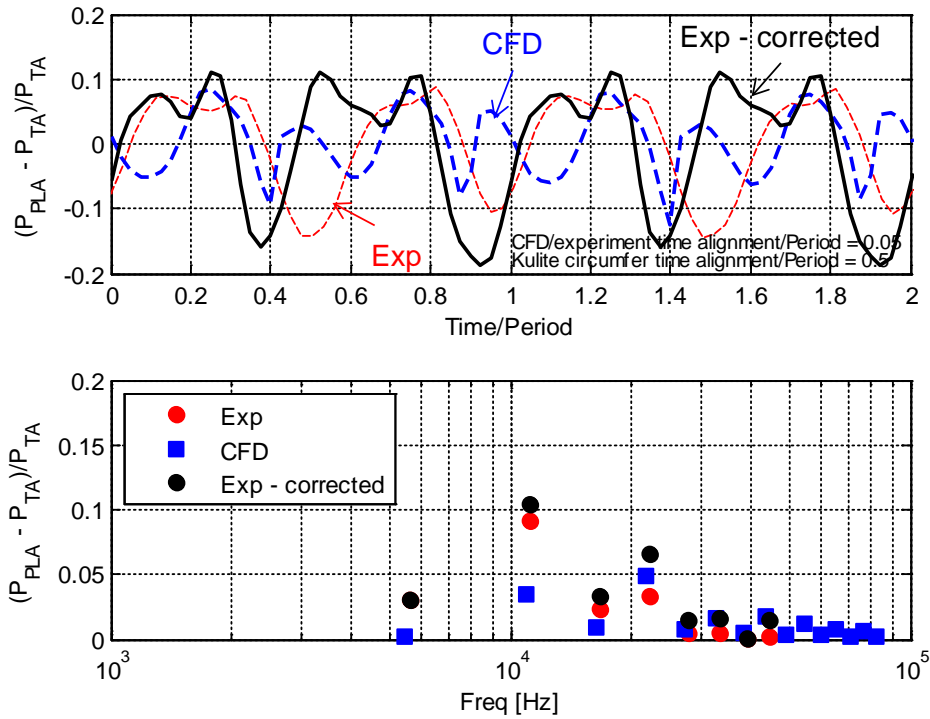 0.2
0.1
0
-0.1
-0.2
(P_PLA - P_TA)/P_TA
CFD
Exp - corrected
Exp
CFD/experiment time alignment/Period = 0.05
Kulite circumfer time alignment/Period = 0.5
0 0.2 0.4 0.6 0.8 1 1.2 1.4 1.6 1.8 2
Time/Period
0.2
0.15
0.1
0.05
0
(P_PLA - P_TA)/P_TA
Exp
CFD
Exp - corrected
10^3 10^4 10^5
Freq [Hz]